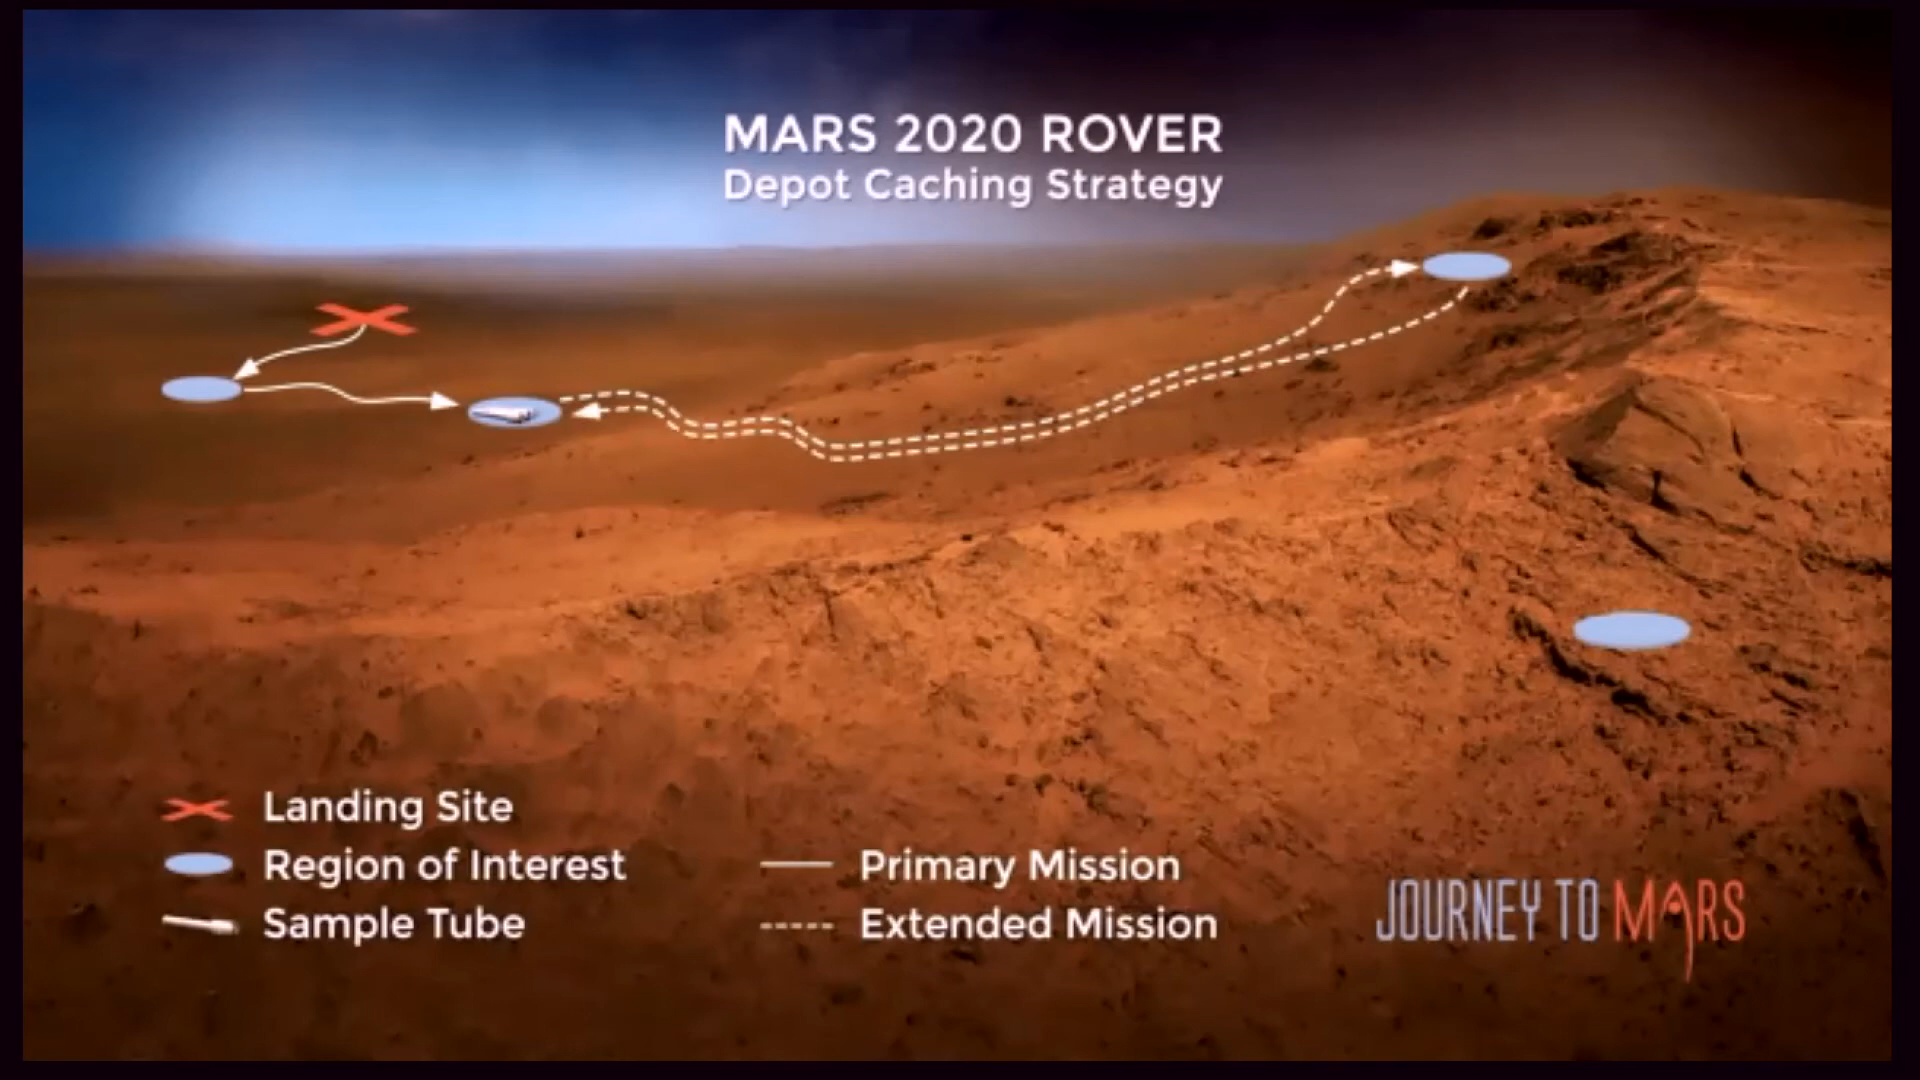 MARS 2020 ROVER
Depot Caching Strategy
Landing Site
Region of Interest
Sample Tube
Primary Mission
Extended Mission
JOURNEY TO MARS